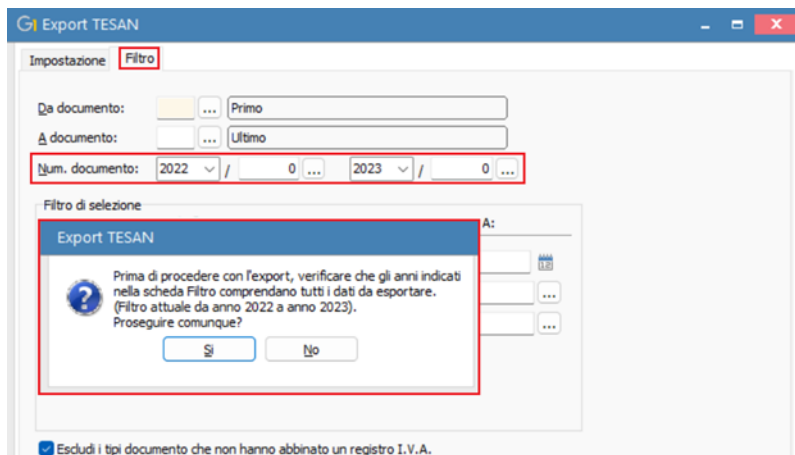 G1 Export TESAN
Impostazione Filtro
Da documento: ... Primo
A documento: ... Ultimo
Num. documento: 2022 / 0 ... 2023 / 0 ...
Filtro di selezione
A:
Export TESAN
Prima di procedere con l'export, verificare che gli anni indicati
nella scheda Filtro comprendano tutti i dati da esportare.
(Filtro attuale da anno 2022 a anno 2023).
Proseguire comunque?
Si No
...
...
Escludi i tipi documento che non hanno abbinato un registro I.V.A.